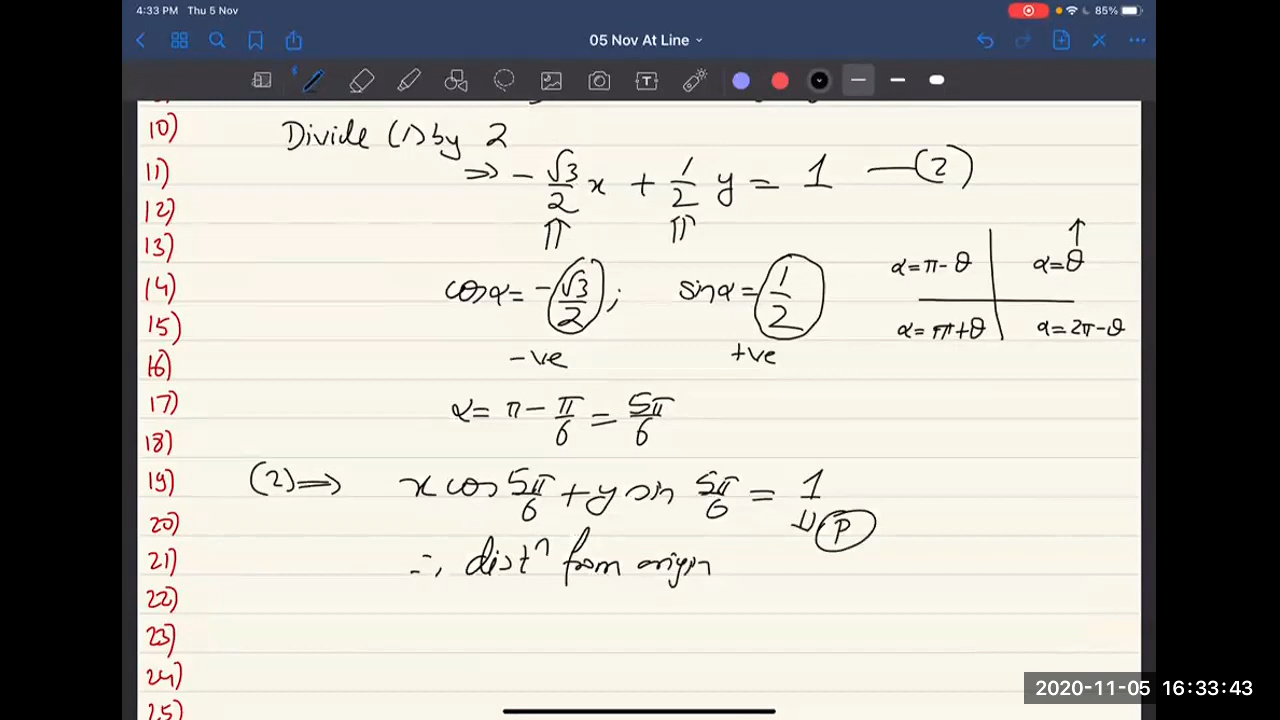 4:33 PM Thu 5 Nov
85%
05 Nov At Line
10) Divide (1) by 2
11) ⇒ - √3/2 x + 1/2 y = 1 —(2)
12)
13)
α = π - θ
α = θ
14) cosα = - √3/2 ; sinα = 1/2
15)
α = π + θ
α = 2π - θ
16) -ve +ve
17) α = π - π/6 = 5π/6
18)
19) (2) ⇒ x cos 5π/6 + y sin 5π/6 = 1
20) P
21) ∴ distⁿ from origin
22)
23)
24)
25)
2020-11-05 16:33:43